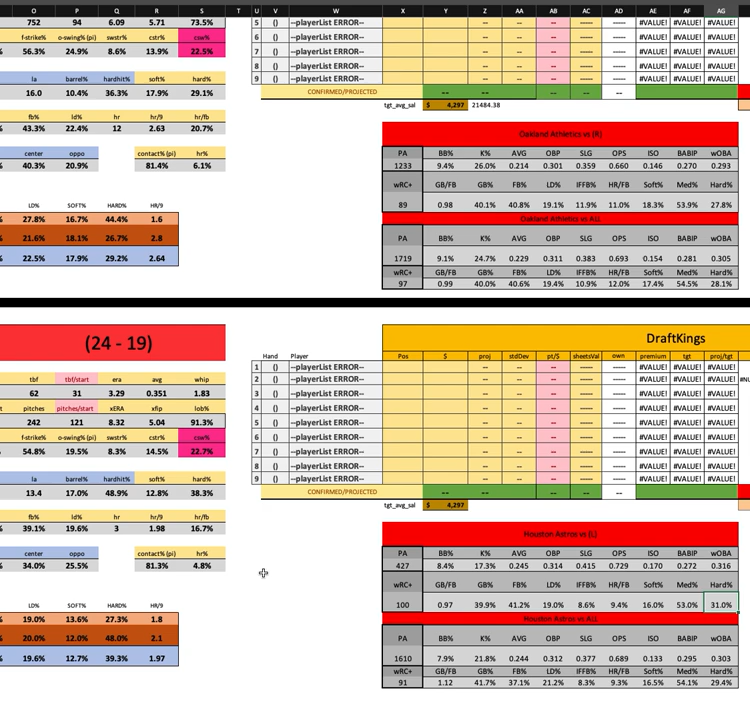 O P Q R S T U V W X Y Z AA AB AC AD AE AF AG
752 94 6.09 5.71 73.5% 5 () --playerList ERROR-- -- -- -- ----- ----- #VALUE! #VALUE! #VALUE!
f-strike% o-swing% (pi) swstr% cstr% csw% 6 () --playerList ERROR-- -- -- -- ----- ----- #VALUE! #VALUE! #VALUE!
56.3% 24.9% 8.6% 13.9% 22.5% 7 () --playerList ERROR-- -- -- -- ----- ----- #VALUE! #VALUE! #VALUE!
8 () --playerList ERROR-- -- -- -- ----- ----- #VALUE! #VALUE! #VALUE!
la barrel% hardhit% soft% hard% 9 () --playerList ERROR-- -- -- -- ----- ----- #VALUE! #VALUE! #VALUE!
16.0 10.4% 36.3% 17.9% 29.1% CONFIRMED/PROJECTED -- -- -- -- --
tgt_avg_sal $ 4,297 21484.38
fb% ld% hr hr/9 hr/fb
43.3% 22.4% 12 2.63 20.7% Oakland Athletics vs (R)
center oppo contact% (pi) hr% PA BB% K% AVG OBP SLG OPS ISO BABIP wOBA
40.3% 20.9% 81.4% 6.1% 1233 9.4% 26.0% 0.214 0.301 0.359 0.660 0.146 0.270 0.293
wRC+ GB/FB GB% FB% LD% IFFB% HR/FB Soft% Med% Hard%
LD% SOFT% HARD% HR/9 89 0.98 40.1% 40.8% 19.1% 11.9% 11.0% 18.3% 53.9% 27.8%
27.8% 16.7% 44.4% 1.6 Oakland Athletics vs ALL
21.6% 18.1% 26.7% 2.8 PA BB% K% AVG OBP SLG OPS ISO BABIP wOBA
22.5% 17.9% 29.2% 2.64 1719 9.1% 24.7% 0.229 0.311 0.383 0.693 0.154 0.281 0.305
wRC+ GB/FB GB% FB% LD% IFFB% HR/FB Soft% Med% Hard%
97 0.99 40.0% 40.6% 19.4% 10.9% 12.0% 17.4% 54.5% 28.1%
(24 - 19) DraftKings
Hand Player Pos $ proj stdDev pt/$ sheetsVal own premium tgt proj/tgt
1 () --playerList ERROR-- -- -- -- ----- ----- #VALUE! #VALUE! #VALUE!
tbf tbf/start era avg whip 2 () --playerList ERROR-- -- -- -- ----- ----- #VALUE! #VALUE! #VALUE!
62 31 3.29 0.351 1.83 3 () --playerList ERROR-- -- -- -- ----- ----- #VALUE! #VALUE! #VALUE!
pitches pitches/start xERA xfip lob% 4 () --playerList ERROR-- -- -- -- ----- ----- #VALUE! #VALUE! #VALUE!
242 121 8.32 5.04 91.3% 5 () --playerList ERROR-- -- -- -- ----- ----- #VALUE! #VALUE! #VALUE!
f-strike% o-swing% (pi) swstr% cstr% csw% 6 () --playerList ERROR-- -- -- -- ----- ----- #VALUE! #VALUE! #VALUE!
54.8% 19.5% 8.3% 14.5% 22.7% 7 () --playerList ERROR-- -- -- -- ----- ----- #VALUE! #VALUE! #VALUE!
8 () --playerList ERROR-- -- -- -- ----- ----- #VALUE! #VALUE! #VALUE!
la barrel% hardhit% soft% hard% 9 () --playerList ERROR-- -- -- -- ----- ----- #VALUE! #VALUE! #VALUE!
13.4 17.0% 48.9% 12.8% 38.3% CONFIRMED/PROJECTED -- -- -- -- --
tgt_avg_sal $ 4,297
fb% ld% hr hr/9 hr/fb
39.1% 19.6% 3 1.98 16.7% Houston Astros vs (L)
center oppo contact% (pi) hr% PA BB% K% AVG OBP SLG OPS ISO BABIP wOBA
34.0% 25.5% 81.3% 4.8% 427 8.4% 17.3% 0.245 0.314 0.415 0.729 0.170 0.272 0.316
wRC+ GB/FB GB% FB% LD% IFFB% HR/FB Soft% Med% Hard%
LD% SOFT% HARD% HR/9 100 0.97 39.9% 41.2% 19.0% 8.6% 9.4% 16.0% 53.0% 31.0%
19.0% 13.6% 27.3% 1.8 Houston Astros vs ALL
20.0% 12.0% 48.0% 2.1 PA BB% K% AVG OBP SLG OPS ISO BABIP wOBA
19.6% 12.7% 39.3% 1.97 1610 7.9% 21.8% 0.244 0.312 0.377 0.689 0.133 0.295 0.303
wRC+ GB/FB GB% FB% LD% IFFB% HR/FB Soft% Med% Hard%
91 1.12 41.7% 37.1% 21.2% 8.3% 9.3% 16.5% 54.1% 29.4%